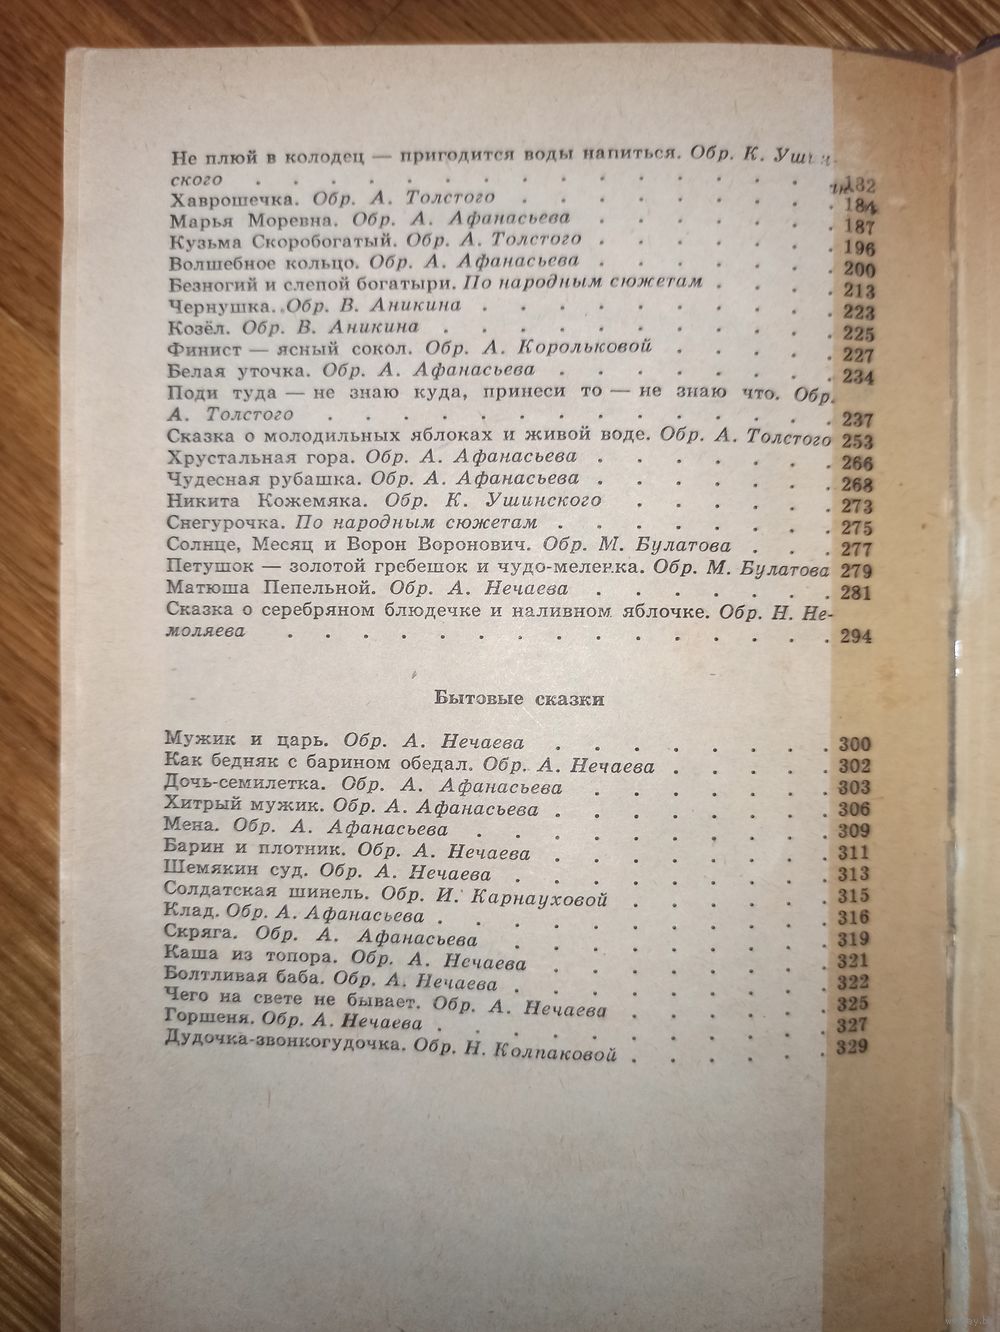 Не плюй в колодец — пригодится воды напиться. Обр. К. Уши-
ского . . . . . . . . . . . . . . . 182
Хаврошечка. Обр. А. Толстого . . . . . . . . 184
Марья Моревна. Обр. А. Афанасьева . . . . . . 187
Кузьма Скоробогатый. Обр. А. Толстого . . . . . . 196
Волшебное кольцо. Обр. А. Афанасьева . . . . . . 200
Безногий и слепой богатыри. По народным сюжетам . . . 213
Чернушка. Обр. В. Аникина . . . . . . . . . 223
Козёл. Обр. В. Аникина . . . . . . . . . . 225
Финист — ясный сокол. Обр. А. Корольковой . . . . 227
Белая уточка. Обр. А. Афанасьева . . . . . . . 234
Поди туда — не знаю куда, принеси то — не знаю что. Обр.
А. Толстого . . . . . . . . . . . . . . 237
Сказка о молодильных яблоках и живой воде. Обр. А. Толстого 253
Хрустальная гора. Обр. А. Афанасьева . . . . . . 266
Чудесная рубашка. Обр. А. Афанасьева . . . . . . 268
Никита Кожемяка. Обр. К. Ушинского . . . . . . 273
Снегурочка. По народным сюжетам . . . . . . . 275
Солнце, Месяц и Ворон Воронович. Обр. М. Булатова . . . 277
Петушок — золотой гребешок и чудо-меленка. Обр. М. Булатова 279
Матюша Пепельной. Обр. А. Нечаева . . . . . . 281
Сказка о серебряном блюдечке и наливном яблочке. Обр. Н. Не-
моляева . . . . . . . . . . . . . . . 294
Бытовые сказки
Мужик и царь. Обр. А. Нечаева . . . . . . . . 300
Как бедняк с барином обедал. Обр. А. Нечаева . . . . 302
Дочь-семилетка. Обр. А. Афанасьева . . . . . . 303
Хитрый мужик. Обр. А. Афанасьева . . . . . . . 306
Мена. Обр. А. Афанасьева . . . . . . . . . 309
Барин и плотник. Обр. А. Нечаева . . . . . . . 311
Шемякин суд. Обр. А. Нечаева . . . . . . . . 313
Солдатская шинель. Обр. И. Карнауховой . . . . . 315
Клад. Обр. А. Афанасьева . . . . . . . . . . 316
Скряга. Обр. А. Афанасьева . . . . . . . . 319
Каша из топора. Обр. А. Нечаева . . . . . . . 321
Болтливая баба. Обр. А. Нечаева . . . . . . . . 322
Чего на свете не бывает. Обр. А. Нечаева . . . . . 325
Горшеня. Обр. А. Нечаева . . . . . . . . . . 327
Дудочка-звонкогудочка. Обр. Н. Колпаковой . . . . . 329